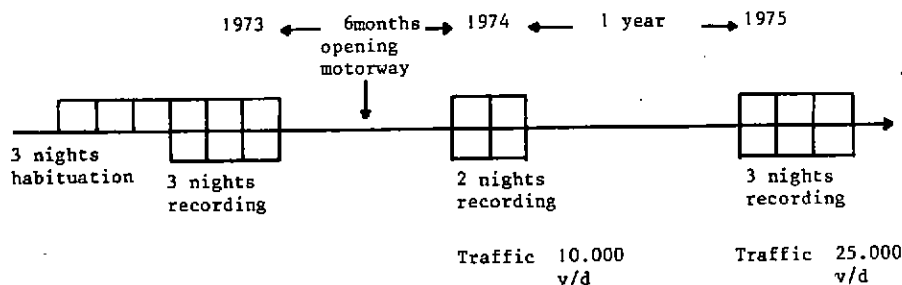 1973 6months 1974 1 year 1975
opening
motorway
3 nights
habituation
3 nights
recording
2 nights
recording
3 nights
recording
Traffic 10.000
v/d
Traffic 25.000
v/d